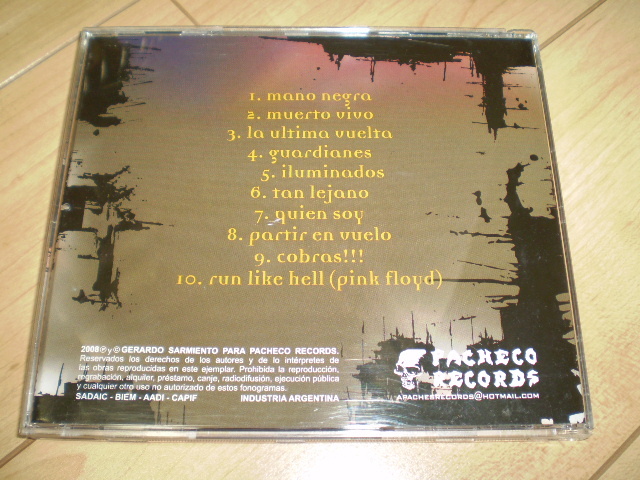 1. mano negra
2. muerto vivo
3. la ultima vuelta
4. guardianes
5. iluminados
6. tan lejano
7. quien soy
8. partir en vuelo
9. cobras!!!
10. run like hell (pink floyd)
2008 ℗ y © GERARDO SARMIENTO PARA PACHECO RECORDS.
Reservados los derechos de los autores y de lo intérpretes de
las obras reproducidas en este ejemplar. Prohibida la reproducción,
regrabación, alquiler, préstamo, canje, radiodifusión, ejecución pública
y cualquier otro uso no autorizado de estos fonogramas.
SADAIC - BIEM - AADI - CAPIF INDUSTRIA ARGENTINA
PACHECO
RECORDS
APACHERECORDS@HOTMAIL.COM